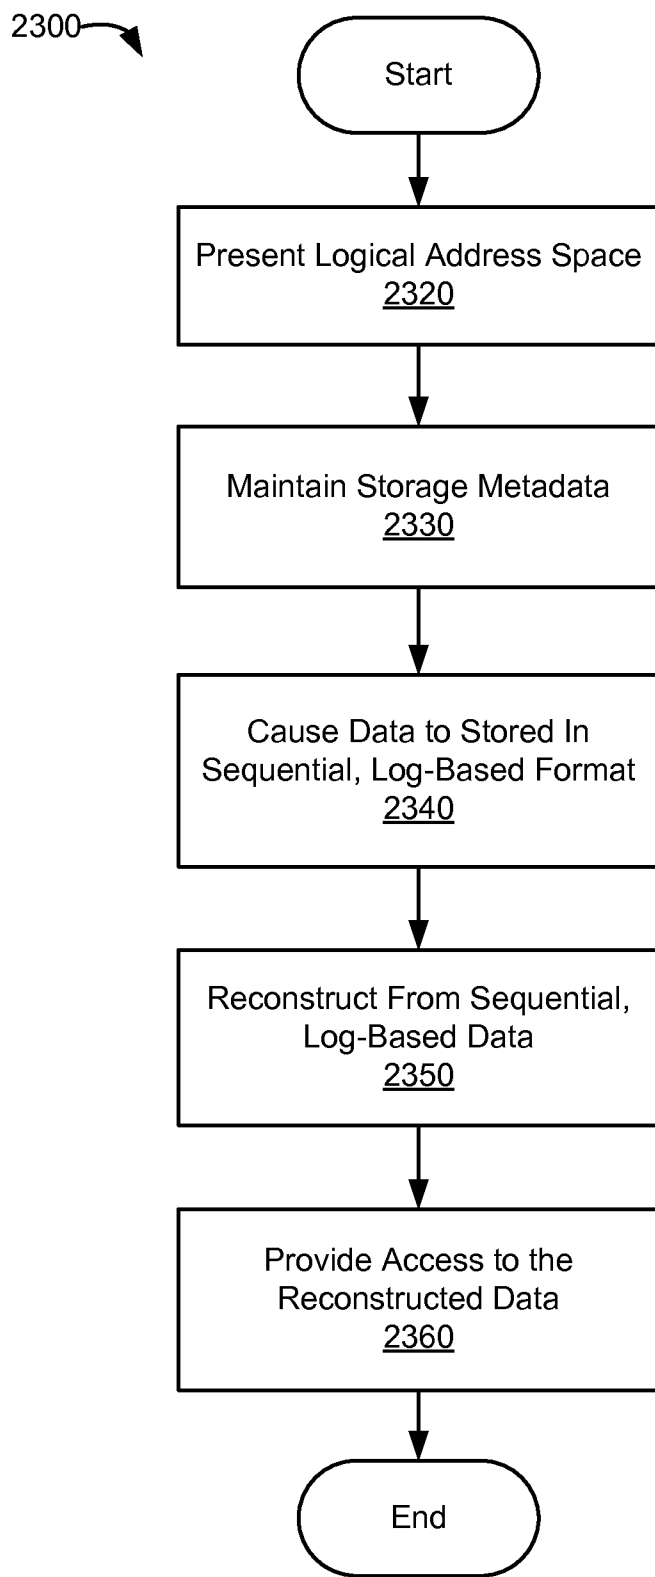 2300
Start
Present Logical Address Space
2320
Maintain Storage Metadata
2330
Cause Data to Stored In
Sequential, Log-Based Format
2340
Reconstruct From Sequential,
Log-Based Data
2350
Provide Access to the
Reconstructed Data
2360
End